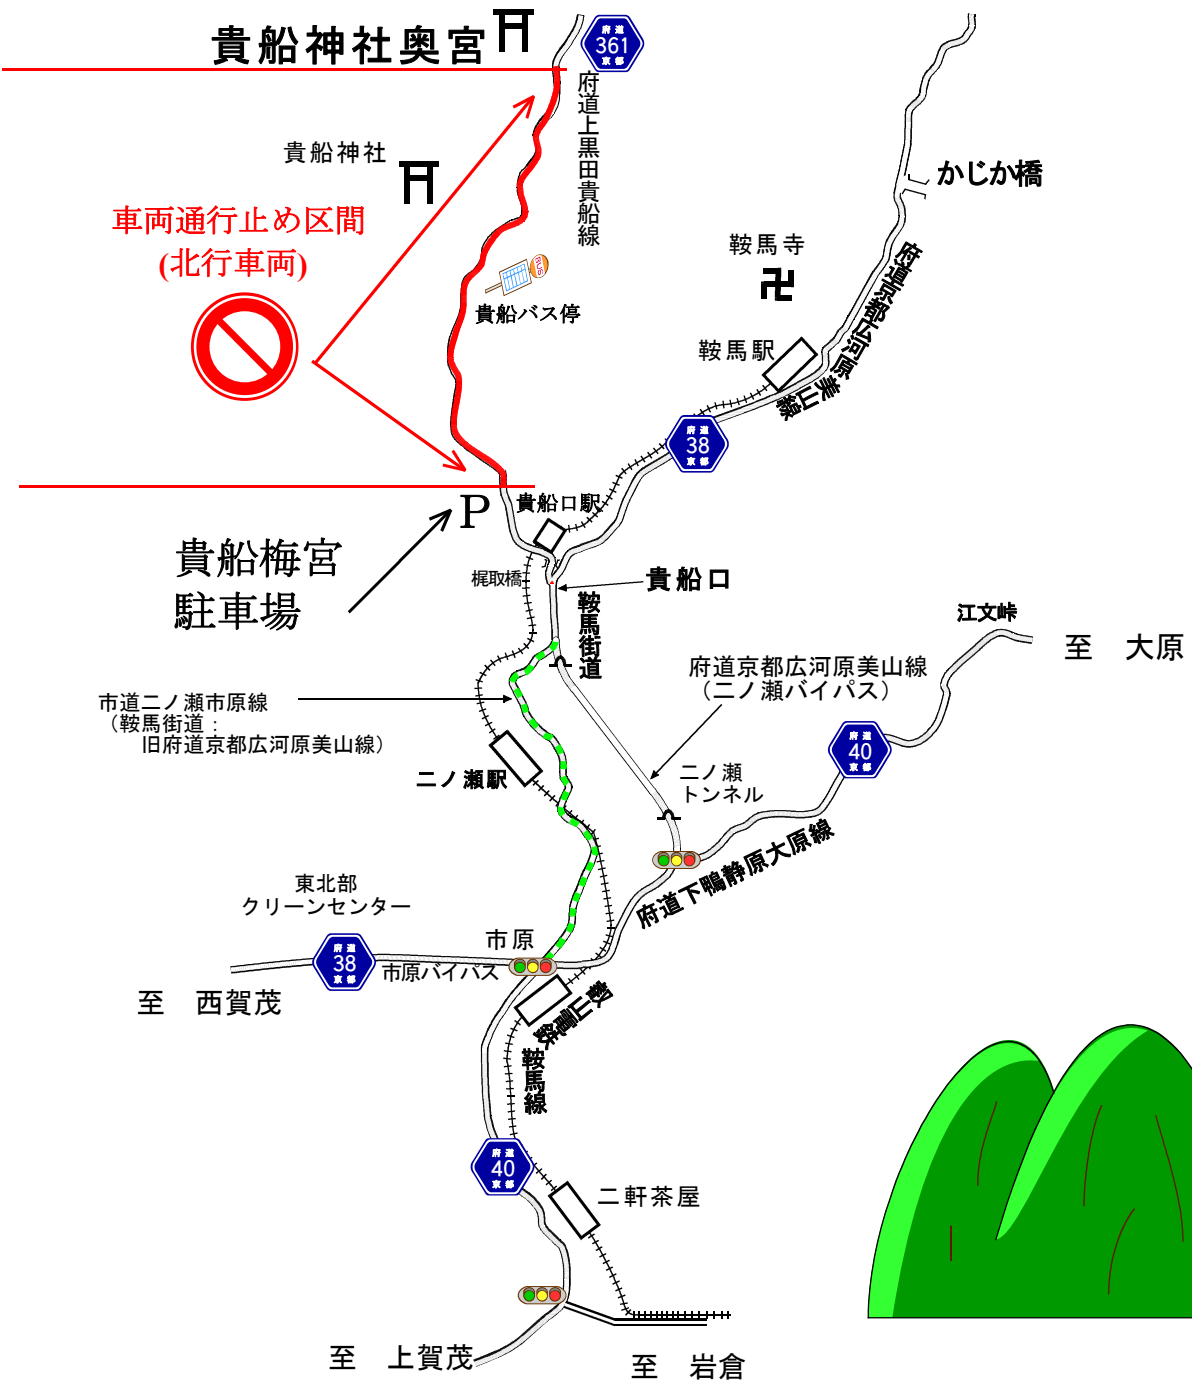 貴船神社奥宮
府道
361
京都
府道上黒田貴船線
貴船神社
かじか橋
車両通行止め区間
(北行車両)
鞍馬寺
府道京都広河原美山線
BUS
貴船バス停
鞍馬駅
府道
38
京都
P
貴船口駅
貴船梅宮
駐車場
梶取橋
貴船口
鞍馬街道
江文峠
至　大原
府道京都広河原美山線
（二ノ瀬バイパス）
市道二ノ瀬市原線
（鞍馬街道：
旧府道京都広河原美山線）
府道
40
京都
二ノ瀬駅
二ノ瀬
トンネル
府道下鴨静原大原線
東北部
クリーンセンター
市原
府道
38
京都
市原バイパス
至　西賀茂
叡山電鉄
鞍馬線
府道
40
京都
二軒茶屋
至　上賀茂
至　岩倉